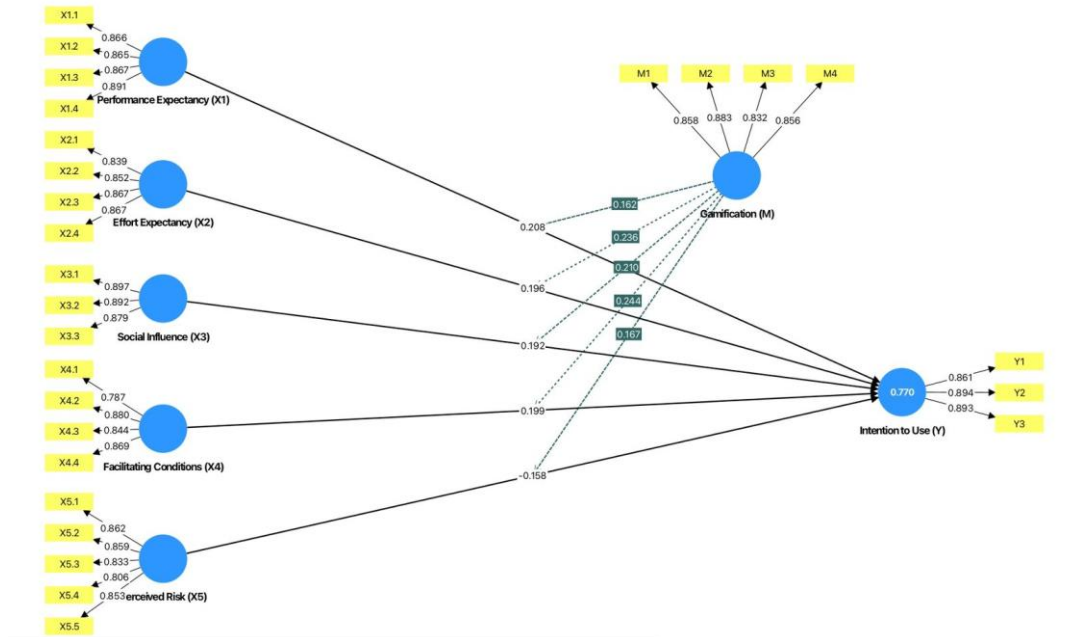 X1.1
0.866
X1.2
0.865
X1.3
0.867
0.891
X1.4
Performance Expectancy (X1)
X2.1
0.839
X2.2
0.852
X2.3
0.867
0.867
X2.4
Effort Expectancy (X2)
X3.1
0.897
X3.2
0.892
0.879
X3.3
Social Influence (X3)
X4.1
0.787
X4.2
0.880
X4.3
0.844
0.869
X4.4
Facilitating Conditions (X4)
X5.1
0.862
X5.2
0.859
X5.3
0.833
0.806
X5.4
0.853
erceived Risk (X5)
X5.5
M1
M2
M3
M4
0.858
0.883
0.832
0.856
Gamification (M)
0.162
0.236
0.210
0.244
0.167
0.208
0.196
0.192
0.199
-0.158
0.770
Intention to Use (Y)
0.861
0.894
0.893
Y1
Y2
Y3